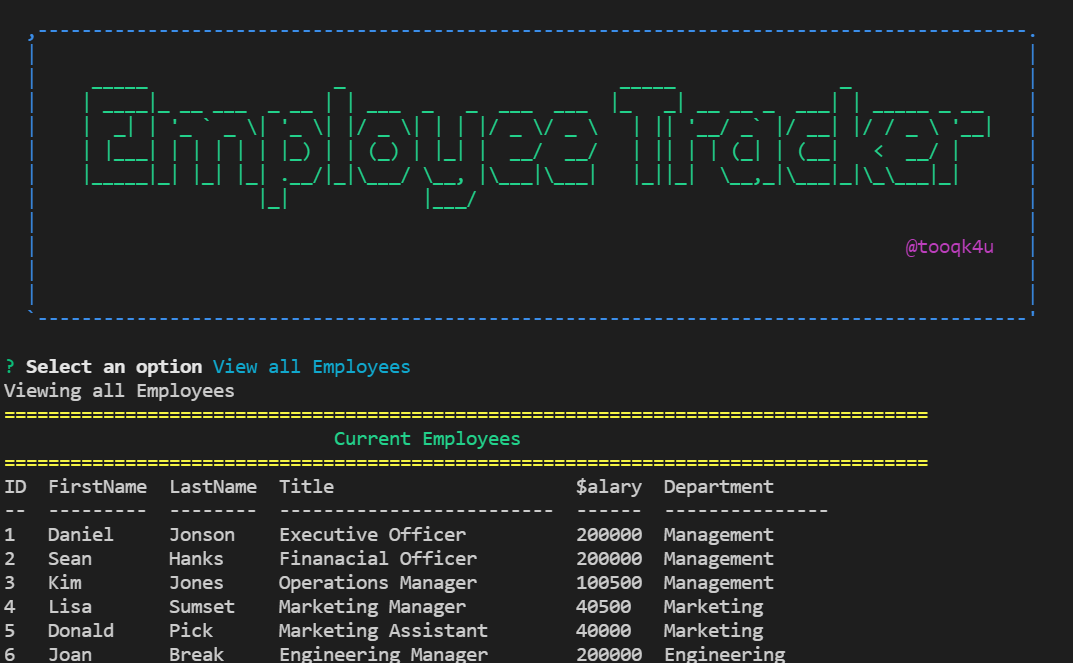 Employee Tracker
@tooqk4u
? Select an option View all Employees
Viewing all Employees
====================================================================================
Current Employees
====================================================================================
ID  FirstName  LastName  Title                      $alary  Department
--  ---------  --------  -------------------------  ------  ---------------
1   Daniel     Jonson    Executive Officer          200000  Management
2   Sean       Hanks     Finanacial Officer         200000  Management
3   Kim        Jones     Operations Manager         100500  Management
4   Lisa       Sumset    Marketing Manager          40500   Marketing
5   Donald     Pick      Marketing Assistant        40000   Marketing
6   Joan       Break     Engineering Manager        200000  Engineering